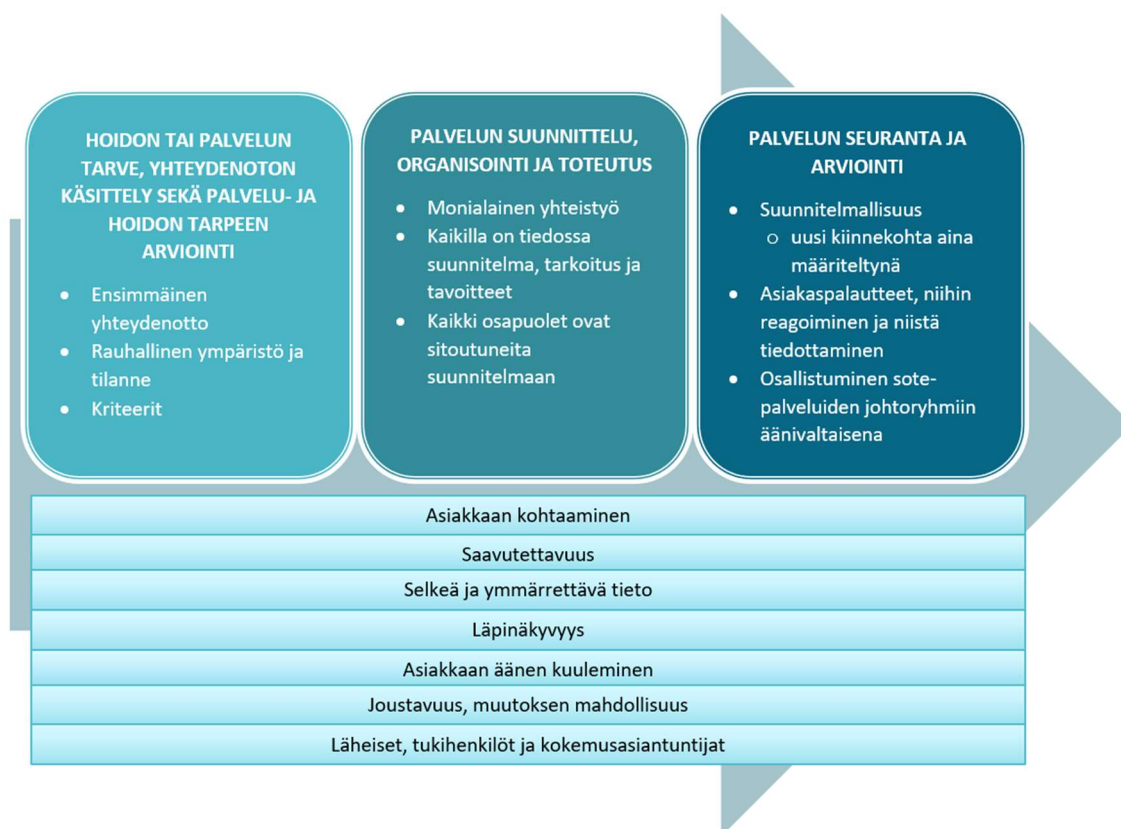 HOIDON TAI PALVELUN
TARVE, YHTEYDENOTON
KÄSITTELY SEKÄ PALVELU- JA
HOIDON TARPEEN
ARVIOINTI
• Ensimmäinen
yhteydenotto
• Rauhallinen ympäristö ja
tilanne
• Kriteerit
PALVELUN SUUNNITTELU,
ORGANISOINTI JA TOTEUTUS
• Monialainen yhteistyö
• Kaikilla on tiedossa
suunnitelma, tarkoitus ja
tavoitteet
• Kaikki osapuolet ovat
sitoutuneita
suunnitelmaan
PALVELUN SEURANTA JA
ARVIOINTI
• Suunnitelmallisuus
o uusi kiinnekohta aina
määriteltynä
• Asiakaspalautteet, niihin
reagoiminen ja niistä
tiedottaminen
• Osallistuminen sote-
palveluiden johtoryhmiin
äänivaltaisena
Asiakkaan kohtaaminen
Saavutettavuus
Selkeä ja ymmärrettävä tieto
Läpinäkyvyys
Asiakkaan äänen kuuleminen
Joustavuus, muutoksen mahdollisuus
Läheiset, tukihenkilöt ja kokemusasiantuntijat